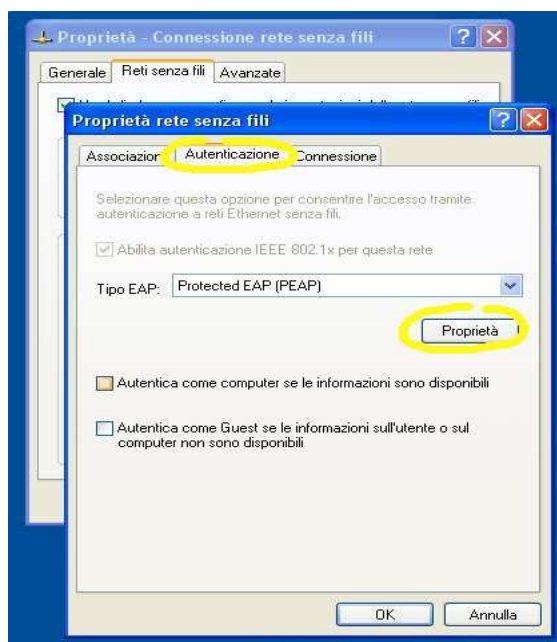 Proprietà - Connessione rete senza fili
Generale Reti senza fili Avanzate
Proprietà rete senza fili
Autenticazione Connessione
Selezionare questa opzione per consentire l'accesso tramite
autenticazione a reti Ethernet senza fili.
Abilita autenticazione IEEE 802.1x per questa rete
Tipo EAP: Protected EAP (PEAP)
Proprietà
Autentica come computer se le informazioni sono disponibili
Autentica come Guest se le informazioni sull'utente o sul
computer non sono disponibili
OK Annulla